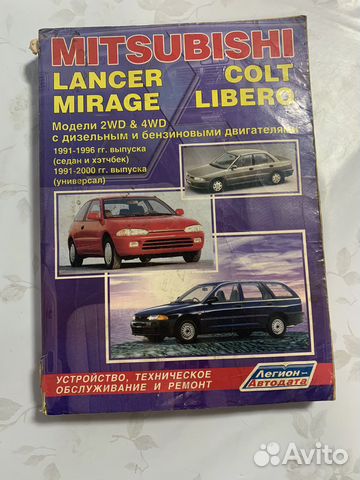 MITSUBISHI
LANCER COLT
MIRAGE LIBERO
Модели 2WD & 4WD
с дизельным и бензиновыми двигателями
1991-1996 гг. выпуска
(седан и хэтчбек)
1991-2000 гг. выпуска
(универсал)
УСТРОЙСТВО, ТЕХНИЧЕСКОЕ
ОБСЛУЖИВАНИЕ И РЕМОНТ
Легион-
Автодата
Avito